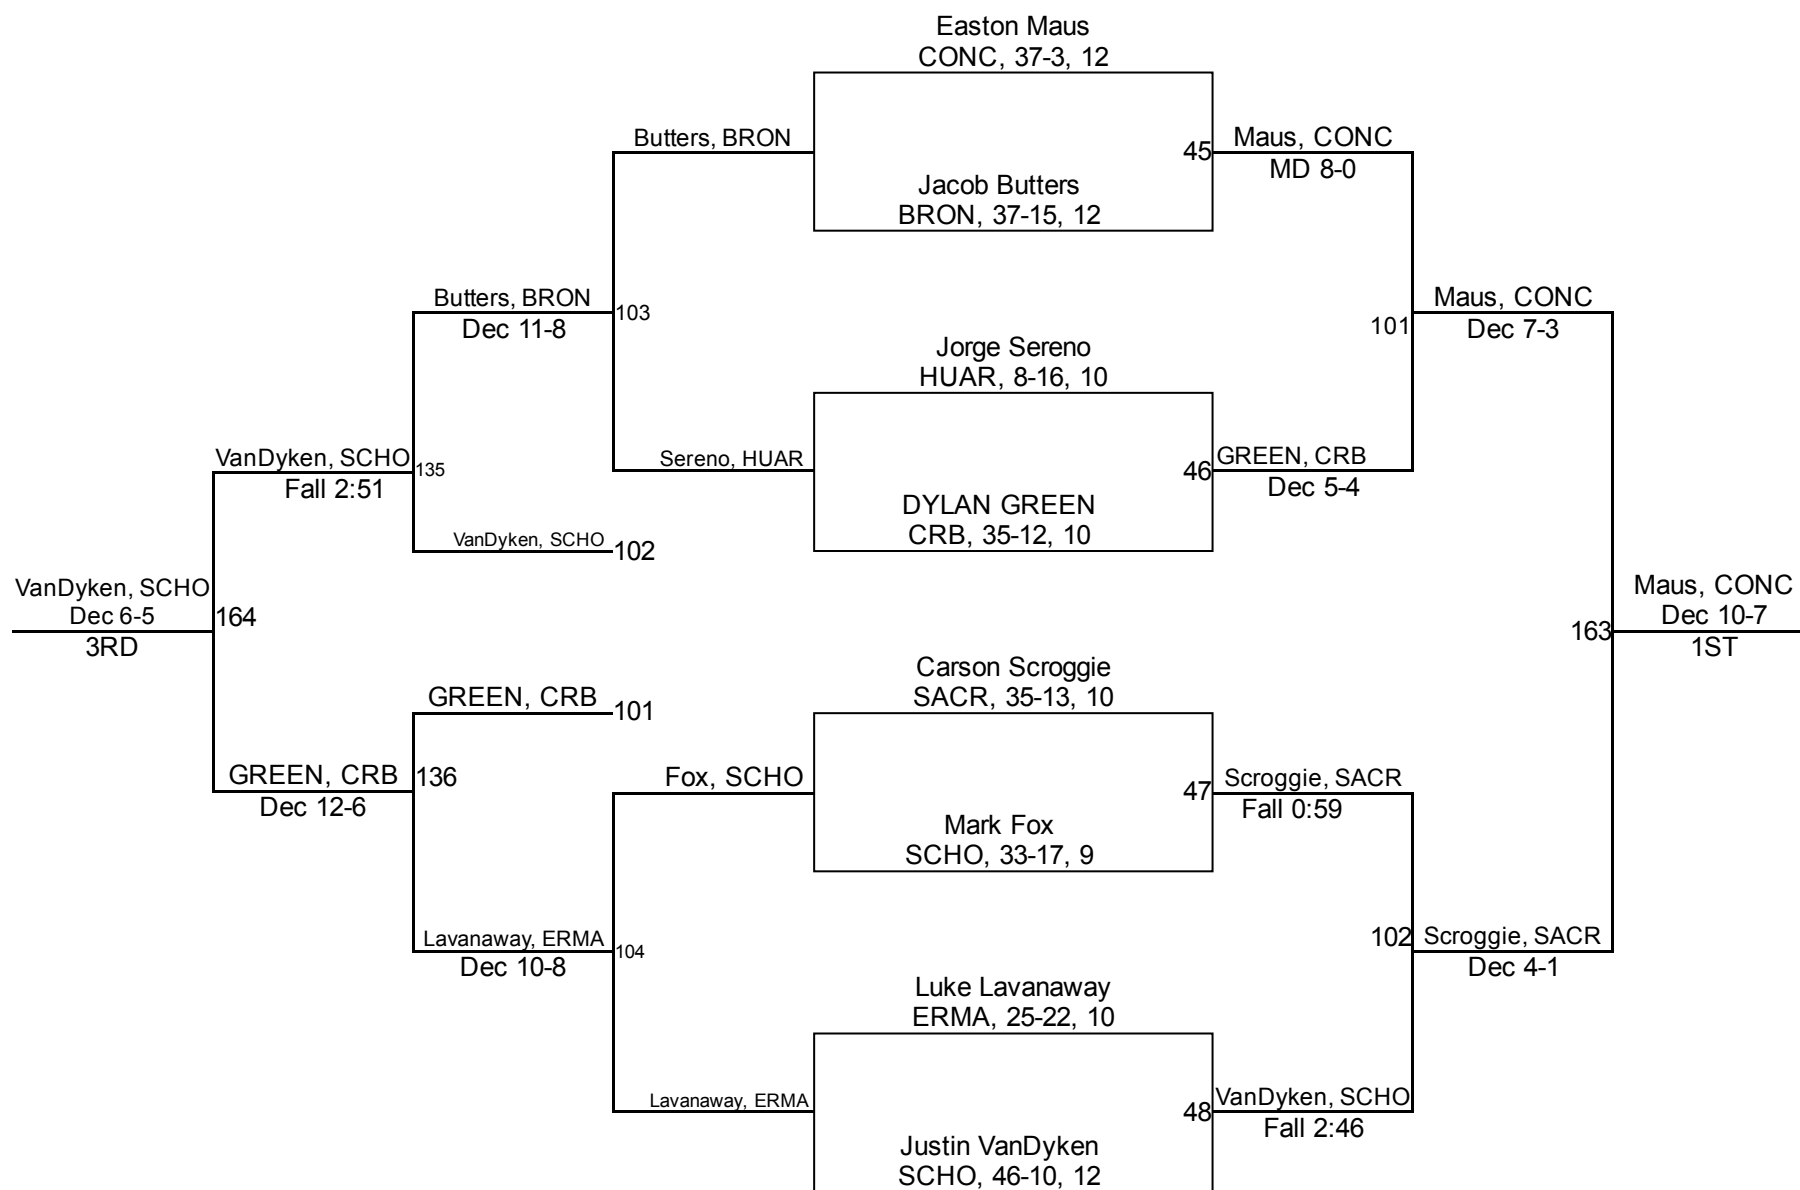 Easton Maus
CONC, 37-3, 12
Butters, BRON
45
Maus, CONC
MD 8-0
Jacob Butters
BRON, 37-15, 12
Butters, BRON
Dec 11-8
103
Maus, CONC
Dec 7-3
101
Jorge Sereno
HUAR, 8-16, 10
VanDyken, SCHO
Fall 2:51
135
Sereno, HUAR
46
GREEN, CRB
Dec 5-4
DYLAN GREEN
CRB, 35-12, 10
VanDyken, SCHO
102
VanDyken, SCHO
Dec 6-5
3RD
164
163
Maus, CONC
Dec 10-7
1ST
Carson Scroggie
SACR, 35-13, 10
GREEN, CRB
101
GREEN, CRB
Dec 12-6
136
Fox, SCHO
47
Scroggie, SACR
Fall 0:59
Mark Fox
SCHO, 33-17, 9
Lavanaway, ERMA
Dec 10-8
104
102
Scroggie, SACR
Dec 4-1
Luke Lavanaway
ERMA, 25-22, 10
Lavanaway, ERMA
48
VanDyken, SCHO
Fall 2:46
Justin VanDyken
SCHO, 46-10, 12